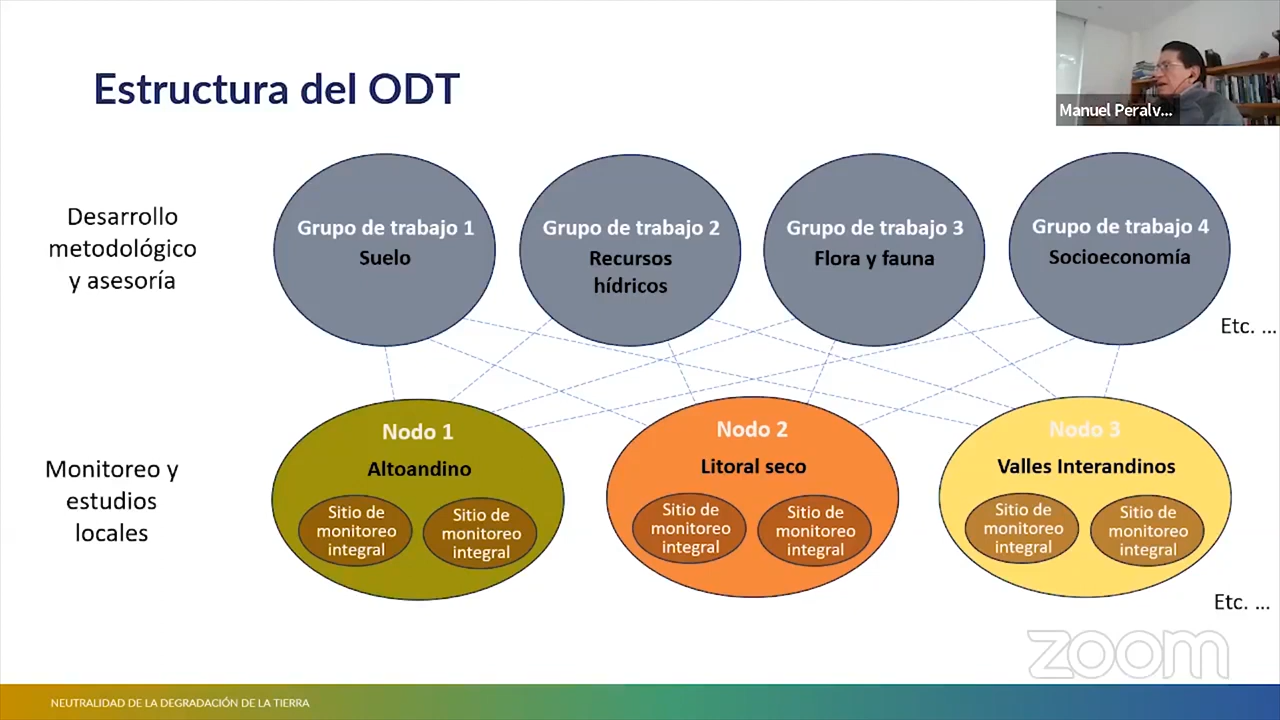 Estructura del ODT
Manuel Peralv...
Desarrollo
metodológico
y asesoría
Grupo de trabajo 1
Suelo
Grupo de trabajo 2
Recursos
hídricos
Grupo de trabajo 3
Flora y fauna
Grupo de trabajo 4
Socioeconomía
Etc. ...
Monitoreo y
estudios
locales
Nodo 1
Altoandino
Sitio de
monitoreo
integral
Sitio de
monitoreo
integral
Nodo 2
Litoral seco
Sitio de
monitoreo
integral
Sitio de
monitoreo
integral
Nodo 3
Valles Interandinos
Sitio de
monitoreo
integral
Sitio de
monitoreo
integral
Etc. ...
zoom
NEUTRALIDAD DE LA DEGRADACIÓN DE LA TIERRA